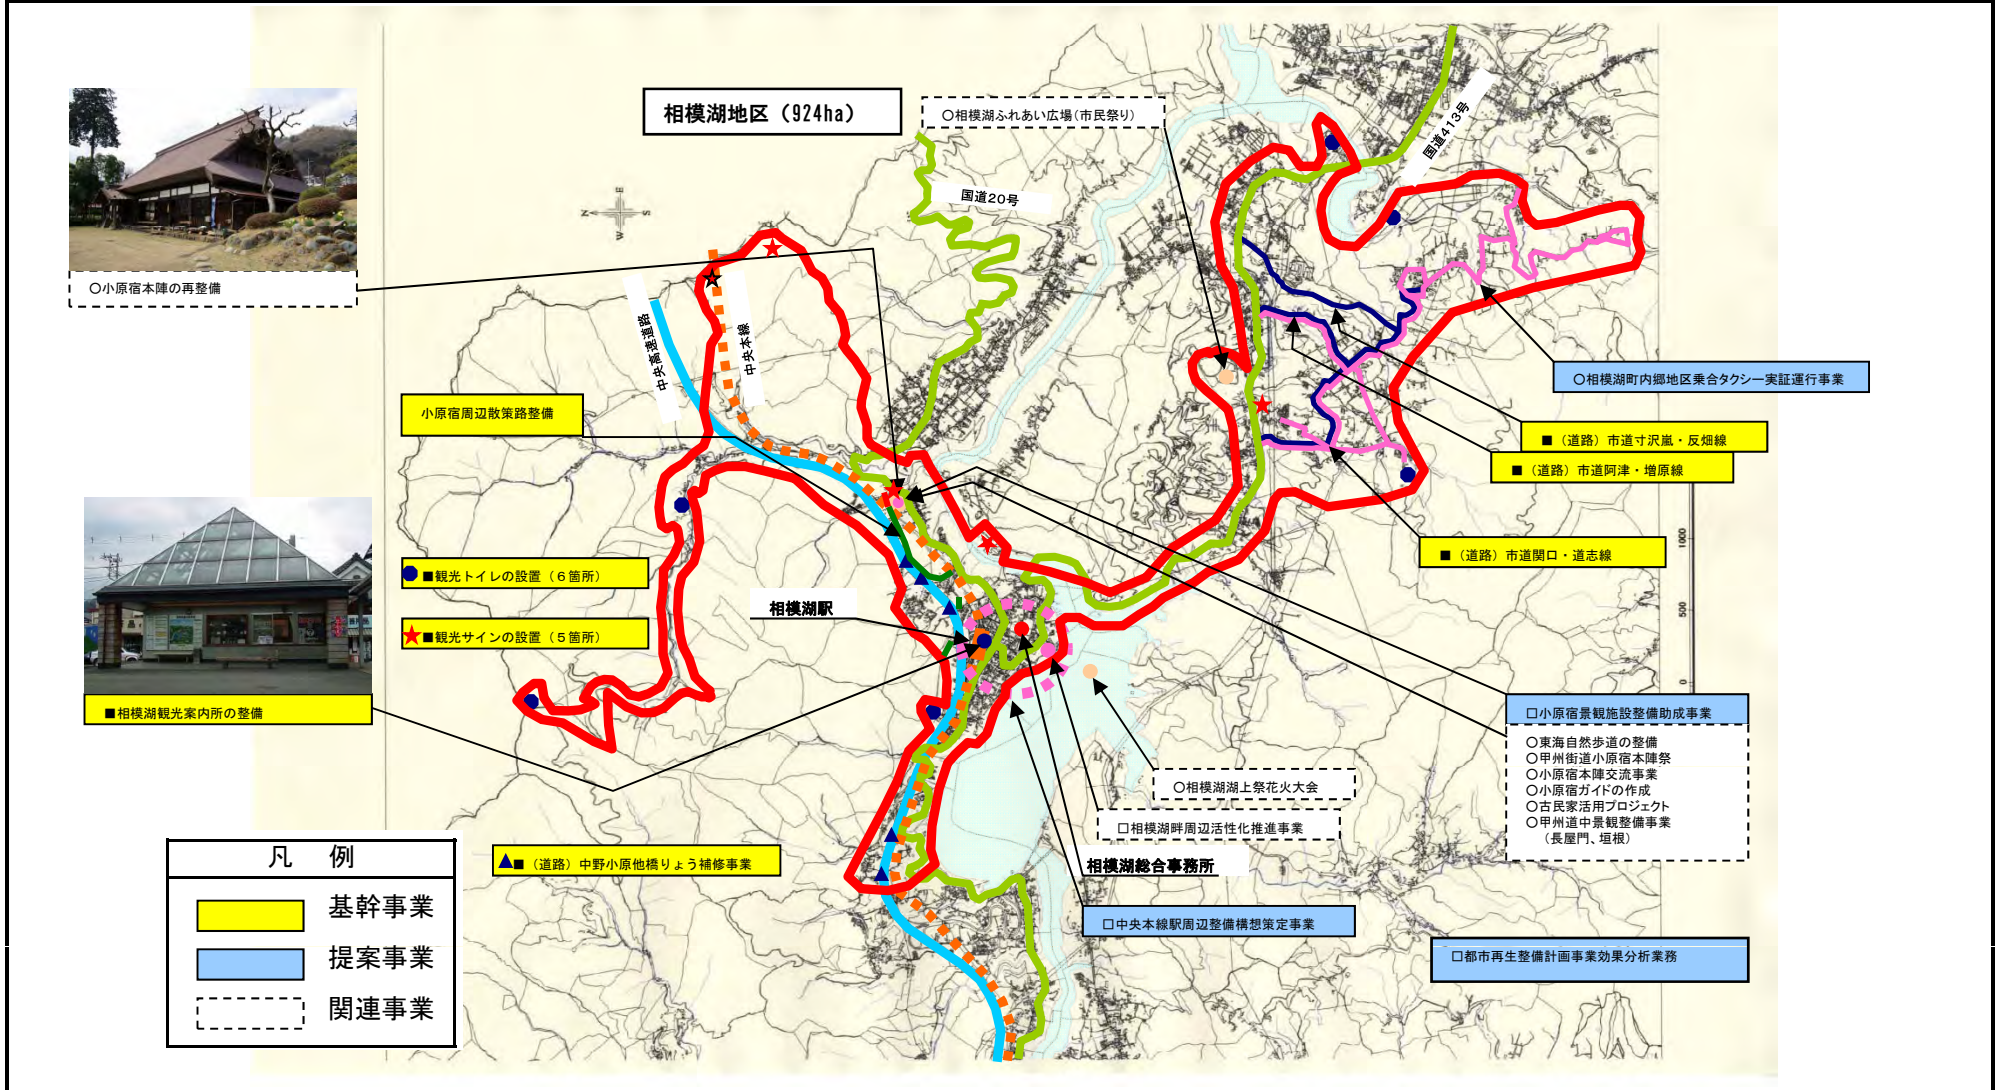 相模湖地区（924ha）
○相模湖ふれあい広場(市民祭り)
国道413号
国道20号
E
N
S
W
○小原宿本陣の再整備
中央高速道路
中央本線
小原宿周辺散策路整備
○相模湖町内郷地区乗合タクシー実証運行事業
■（道路）市道寸沢嵐・反畑線
■（道路）市道阿津・増原線
■（道路）市道関口・道志線
1000
500
0
■観光トイレの設置（６箇所）
相模湖駅
■観光サインの設置（５箇所）
■相模湖観光案内所の整備
□小原宿景観施設整備助成事業
○東海自然歩道の整備
○甲州街道小原宿本陣祭
○小原宿本陣交流事業
○小原宿ガイドの作成
○古民家活用プロジェクト
○甲州道中景観整備事業
（長屋門、垣根）
○相模湖湖上祭花火大会
□相模湖畔周辺活性化推進事業
相模湖総合事務所
▲■（道路）中野小原他橋りょう補修事業
□中央本線駅周辺整備構想策定事業
□都市再生整備計画事業効果分析業務
凡　例
基幹事業
提案事業
関連事業